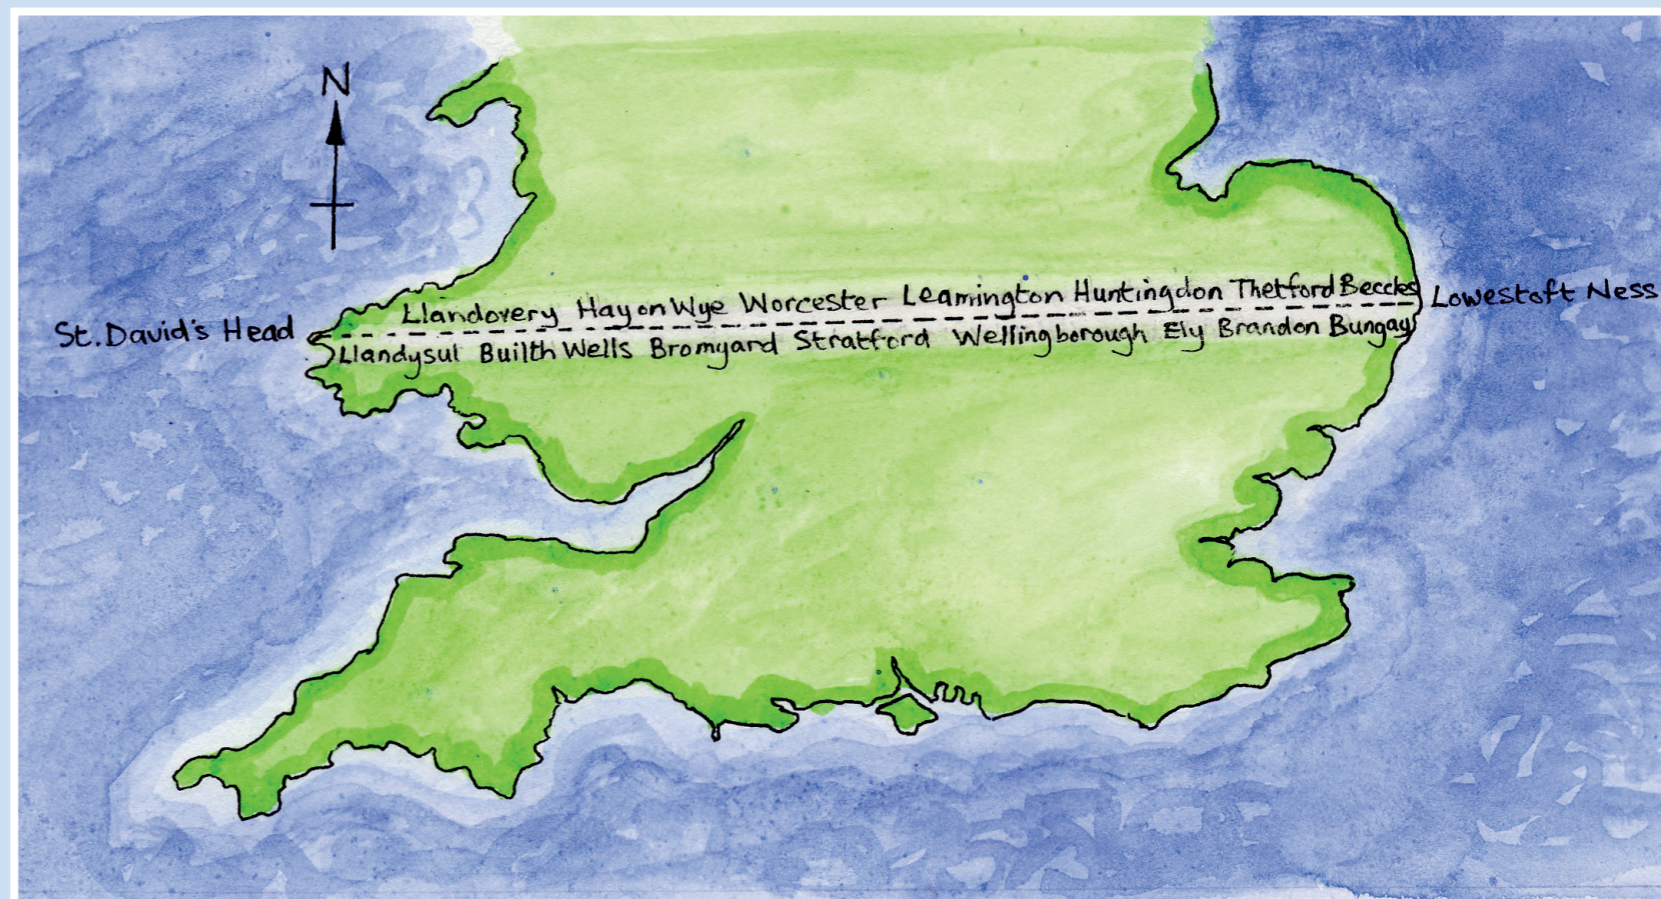 N
Llandovery Hay on Wye Worcester Leamington Huntingdon Thetford Beccles
Lowestoft Ness
St. David's Head
Llandysul Builth Wells Bromyard Stratford Wellingborough Ely Brandon Bungay